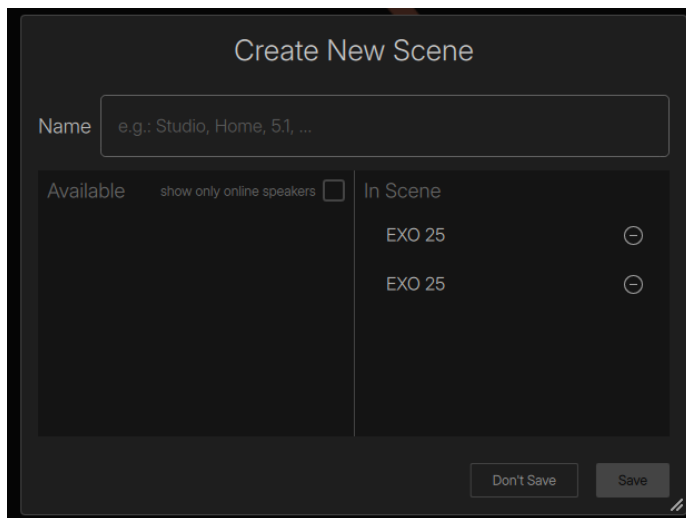 Create New Scene
Name
e.g.: Studio, Home, 5.1, ...
Available
show only online speakers
In Scene
EXO 25
EXO 25
Don't Save
Save